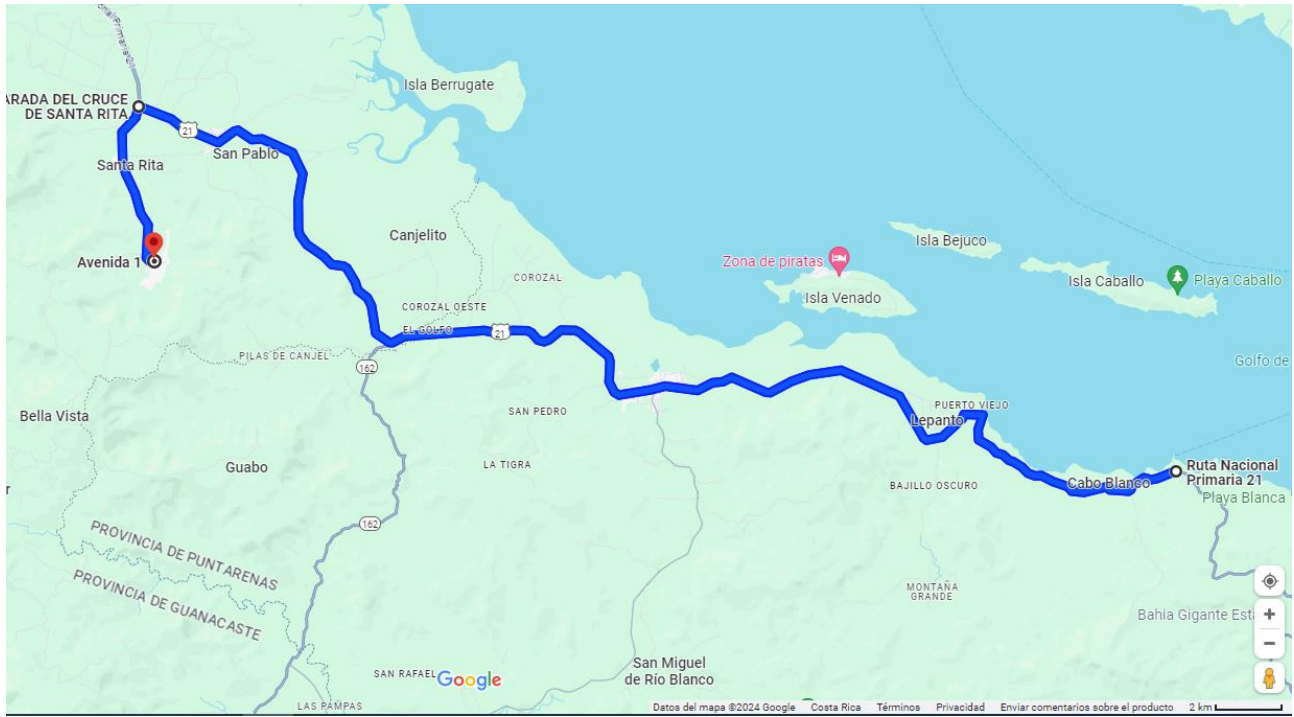 Primaria 21
Isla Berrugate
ARADA DEL CRUCE
DE SANTA RITA
21
San Pablo
Santa Rita
Canjelito
Isla Bejuco
Avenida 1
Zona de piratas
COROZAL
Isla Caballo
Playa Caballo
Isla Venado
COROZAL OESTE
EL GOLFO
21
PILAS DE CANJEL
162
Golfo de
Bella Vista
SAN PEDRO
PUERTO VIEJO
Lepanto
Guabo
LA TIGRA
BAJILLO OSCURO
Cabo Blanco
Ruta Nacional
Primaria 21
Playa Blanca
r
162
PROVINCIA DE PUNTARENAS
PROVINCIA DE GUANACASTE
MONTAÑA
GRANDE
Bahia Gigante Est
San Miguel
de Río Blanco
SAN RAFAEL
Google
LAS PAMPAS
Datos del mapa ©2024 Google Costa Rica Términos Privacidad Enviar comentarios sobre el producto 2 km